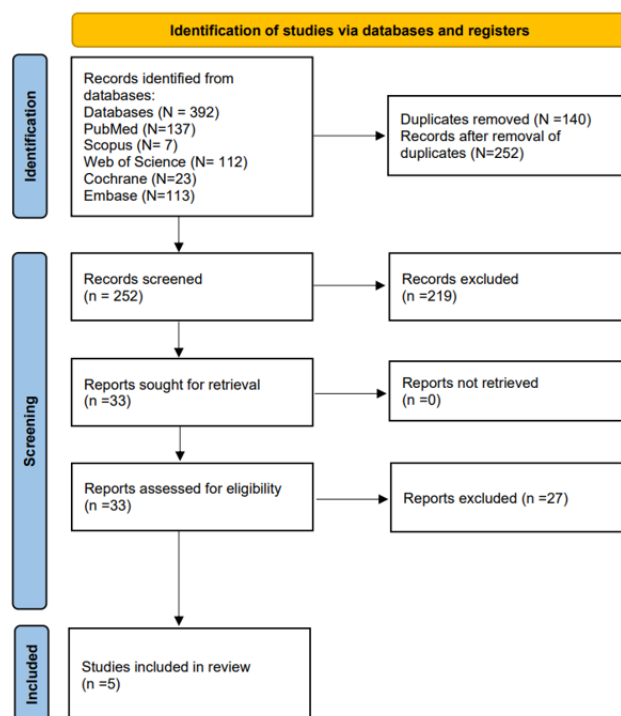 Identification of studies via databases and registers
Identification
Records identified from
databases:
Databases (N = 392)
PubMed (N=137)
Scopus (N= 7)
Web of Science (N= 112)
Cochrane (N=23)
Embase (N=113)
Duplicates removed (N =140)
Records after removal of
duplicates (N=252)
Screening
Records screened
(n = 252)
Records excluded
(n =219)
Reports sought for retrieval
(n =33)
Reports not retrieved
(n =0)
Reports assessed for eligibility
(n =33)
Reports excluded (n =27)
Included
Studies included in review
(n =5)